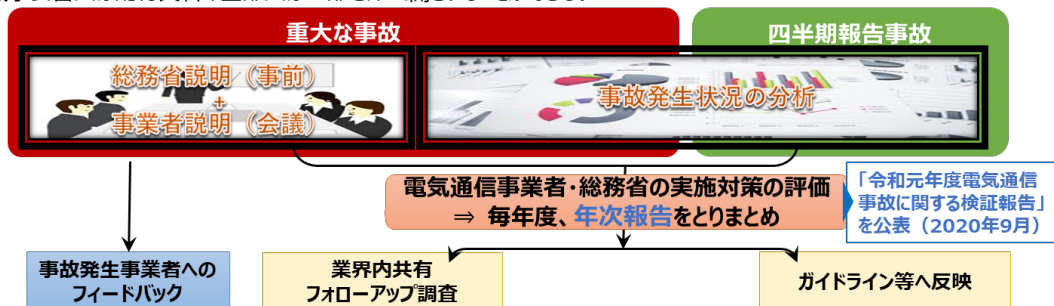 重大な事故
四半期報告事故
総務省説明（事前）
+
事業者説明（会議）
事故発生状況の分析
電気通信事業者・総務省の実施対策の評価
⇒ 毎年度、年次報告をとりまとめ
「令和元年度電気通信
事故に関する検証報告」
を公表（2020年9月）
事故発生事業者への
フィードバック
業界内共有
フォローアップ調査
ガイドライン等へ反映